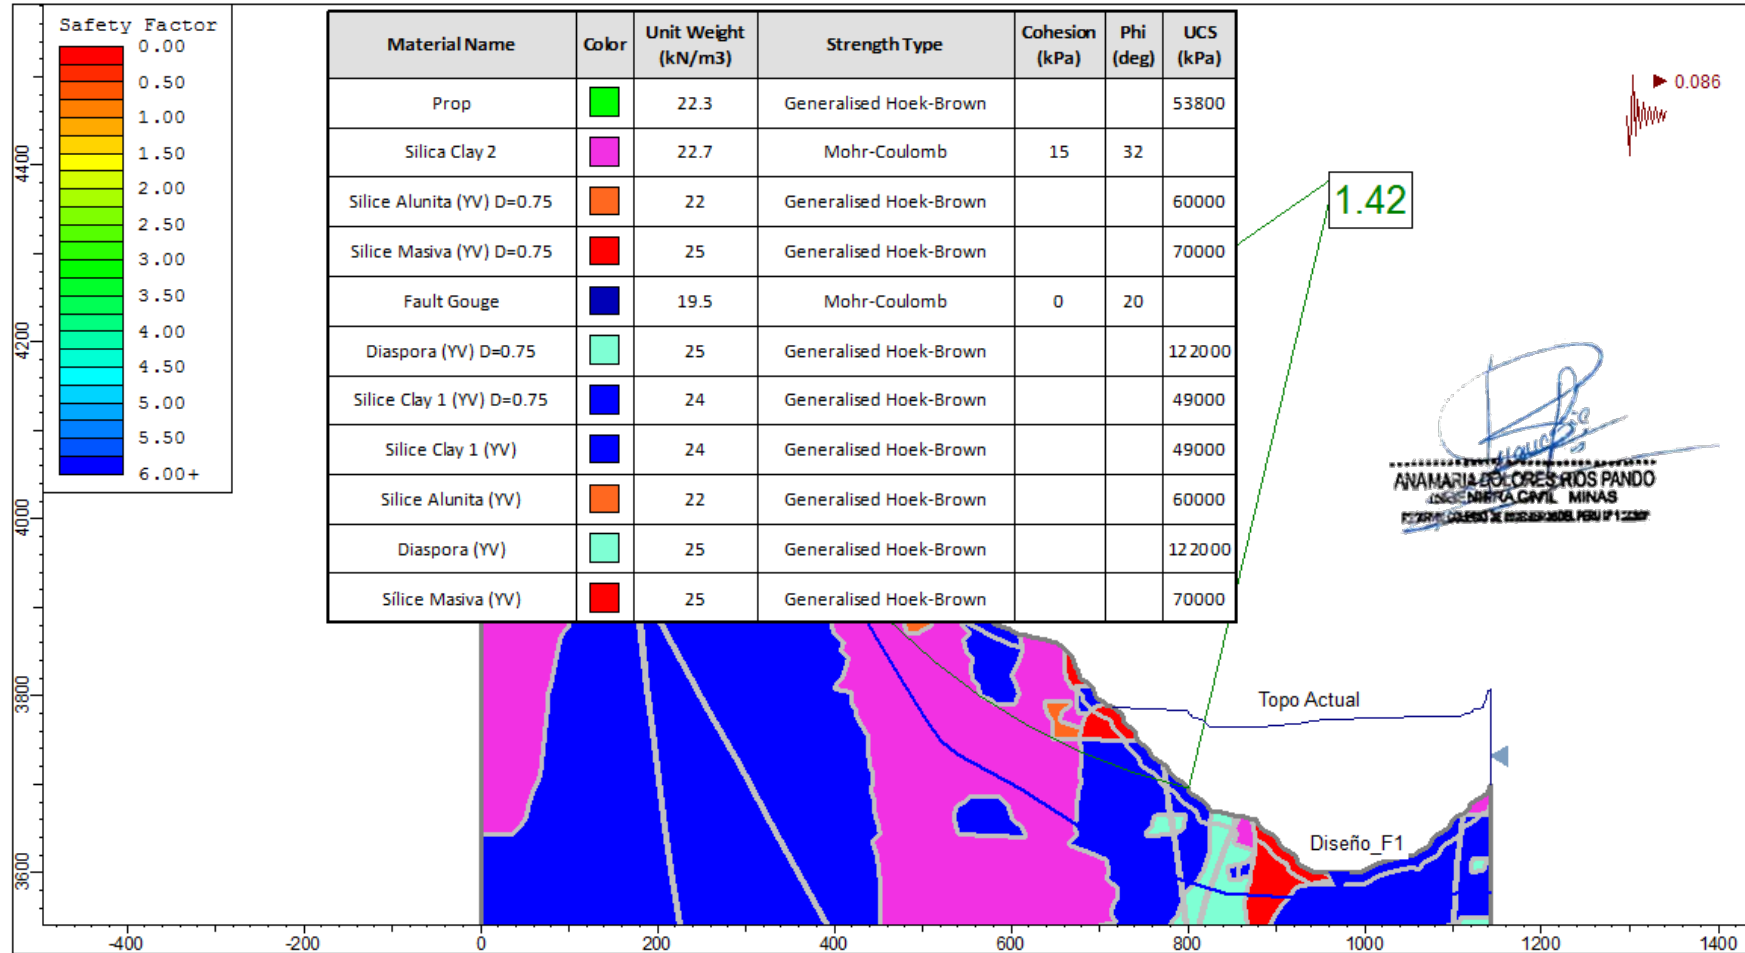 Safety Factor
0.00
0.50
1.00
1.50
2.00
2.50
3.00
3.50
4.00
4.50
5.00
5.50
6.00+
Material Name Color Unit Weight (kN/m3) Strength Type Cohesion (kPa) Phi (deg) UCS (kPa)
Prop 22.3 Generalised Hoek-Brown 53800
Silica Clay 2 22.7 Mohr-Coulomb 15 32
Silice Alunita (YV) D=0.75 22 Generalised Hoek-Brown 60000
Silice Masiva (YV) D=0.75 25 Generalised Hoek-Brown 70000
Fault Gouge 19.5 Mohr-Coulomb 0 20
Diaspora (YV) D=0.75 25 Generalised Hoek-Brown 122000
Silice Clay 1 (YV) D=0.75 24 Generalised Hoek-Brown 49000
Silice Clay 1 (YV) 24 Generalised Hoek-Brown 49000
Silice Alunita (YV) 22 Generalised Hoek-Brown 60000
Diaspora (YV) 25 Generalised Hoek-Brown 122000
Sílice Masiva (YV) 25 Generalised Hoek-Brown 70000
0.086
1.42
ANA MARIA DOLORES RIOS PANDO
INGENIERA CIVIL MINAS
Topo Actual
Diseño_F1
4400
4200
4000
3800
3600
-400 -200 0 200 400 600 800 1000 1200 1400